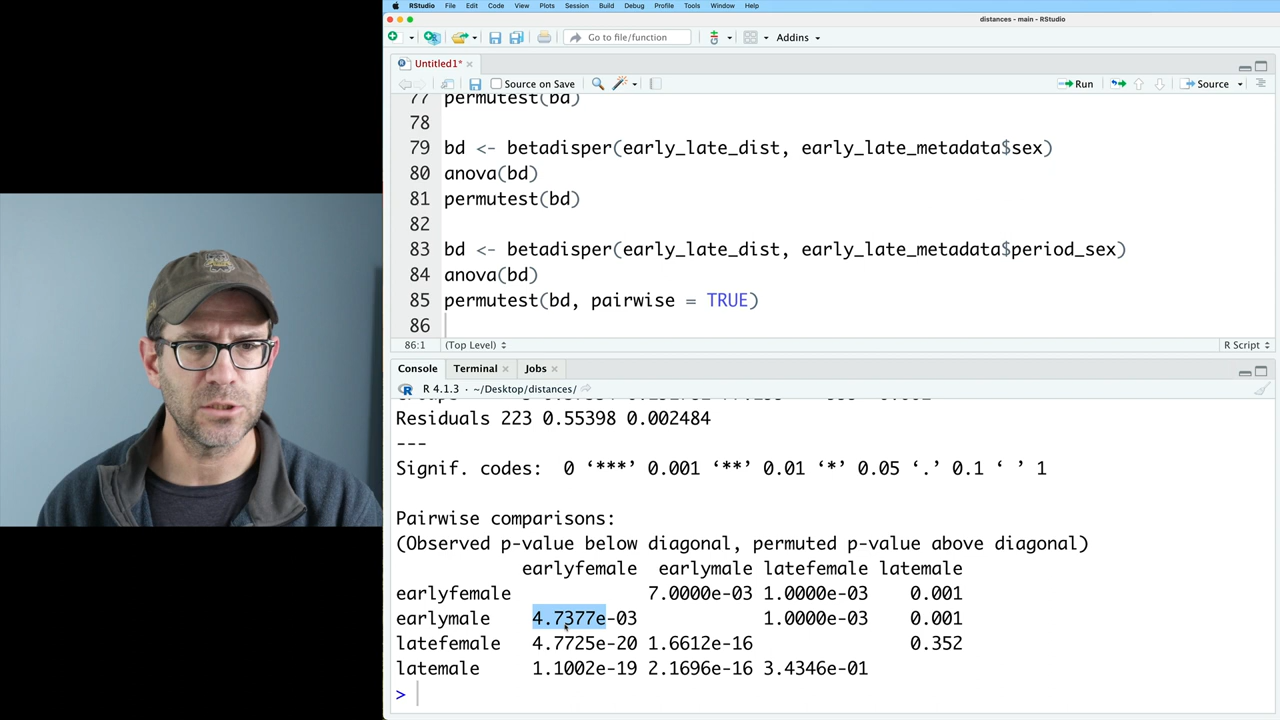 RStudio File Edit Code View Plots Session Build Debug Profile Tools Window Help
distances - main - RStudio
Go to file/function Addins
Untitled1*
Source on Save Run Source
77 permutest(bd)
78
79 bd <- betadisper(early_late_dist, early_late_metadata$sex)
80 anova(bd)
81 permutest(bd)
82
83 bd <- betadisper(early_late_dist, early_late_metadata$period_sex)
84 anova(bd)
85 permutest(bd, pairwise = TRUE)
86
86:1 (Top Level) R Script
Console Terminal Jobs
R 4.1.3 · ~/Desktop/distances/
Residuals 223 0.55398 0.002484
---
Signif. codes: 0 ‘***’ 0.001 ‘**’ 0.01 ‘*’ 0.05 ‘.’ 0.1 ‘ ’ 1
Pairwise comparisons:
(Observed p-value below diagonal, permuted p-value above diagonal)
earlyfemale earlymale latefemale latemale
earlyfemale 7.0000e-03 1.0000e-03 0.001
earlymale 4.7377e-03 1.0000e-03 0.001
latefemale 4.7725e-20 1.6612e-16 0.352
latemale 1.1002e-19 2.1696e-16 3.4346e-01
>